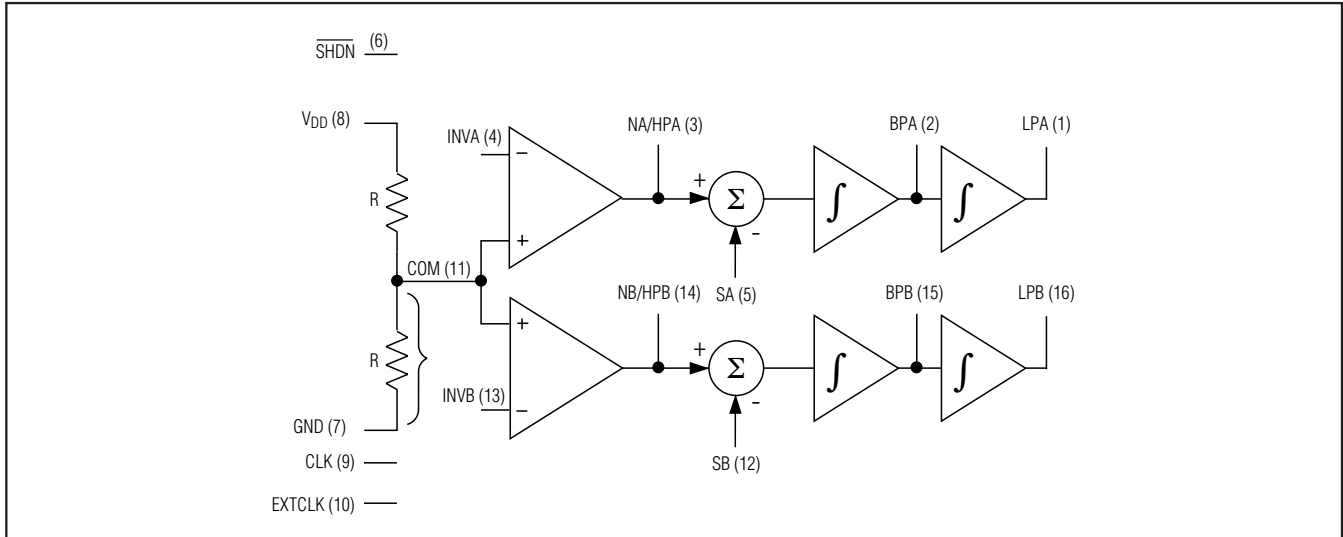 SHDN (6)
VDD (8)
R
COM (11)
R
GND (7)
CLK (9)
EXTCLK (10)
INVA (4)
−
+
NA/HPA (3)
+
Σ
-
SA (5)
∫
BPA (2)
∫
LPA (1)
+
INVB (13)
−
NB/HPB (14)
+
Σ
-
SB (12)
∫
BPB (15)
∫
LPB (16)